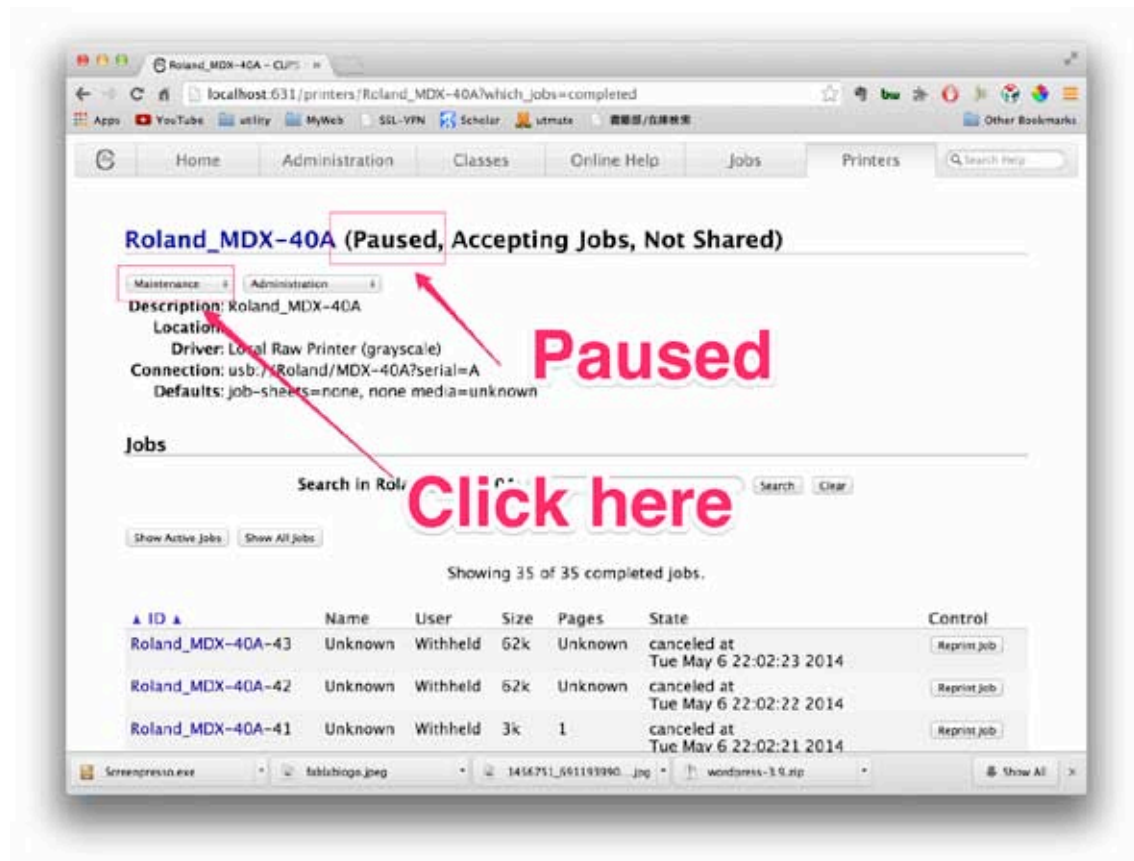 Roland_MDX-40A - CUPS
localhost:631/printers/Roland_MDX-40A?which_jobs=completed
Apps YouTube utility MyWeb SSL-VPN Scholar utmate Other Bookmarks
Home Administration Classes Online Help Jobs Printers Search Help
Roland_MDX-40A (Paused, Accepting Jobs, Not Shared)
Maintenance Administration
Description: Roland_MDX-40A
Location:
Driver: Local Raw Printer (grayscale)
Connection: usb://Roland/MDX-40A?serial=A
Defaults: job-sheets=none, none media=unknown
Paused
Jobs
Search in Search Clear
Click here
Show Active Jobs Show All Jobs
Showing 35 of 35 completed jobs.
▲ ID ▲ Name User Size Pages State Control
Roland_MDX-40A-43 Unknown Withheld 62k Unknown canceled at Reprint Job
Tue May 6 22:02:23 2014
Roland_MDX-40A-42 Unknown Withheld 62k Unknown canceled at Reprint Job
Tue May 6 22:02:22 2014
Roland_MDX-40A-41 Unknown Withheld 3k 1 canceled at Reprint Job
Tue May 6 22:02:21 2014
Screenpresso.exe fablabiogo.jpeg wordpress-3.9.zip Show All